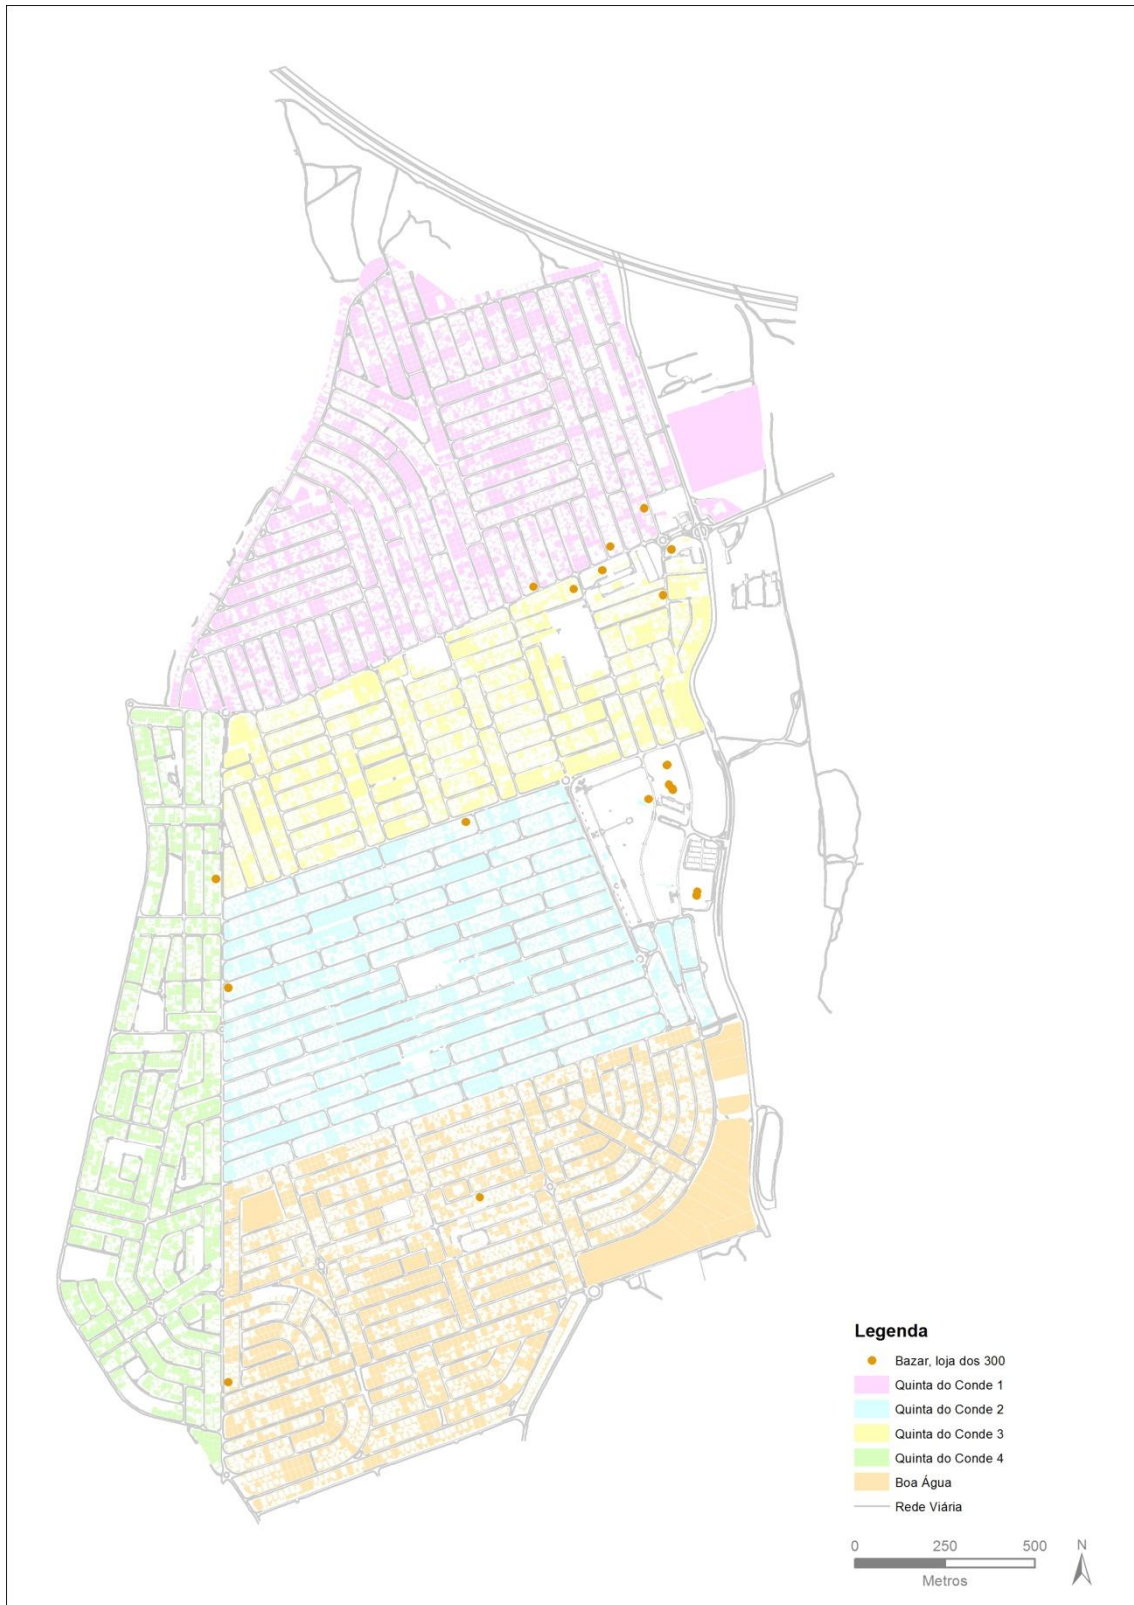 Legenda
Bazar, loja dos 300
Quinta do Conde 1
Quinta do Conde 2
Quinta do Conde 3
Quinta do Conde 4
Boa Água
Rede Viária
0 250 500
Metros
N